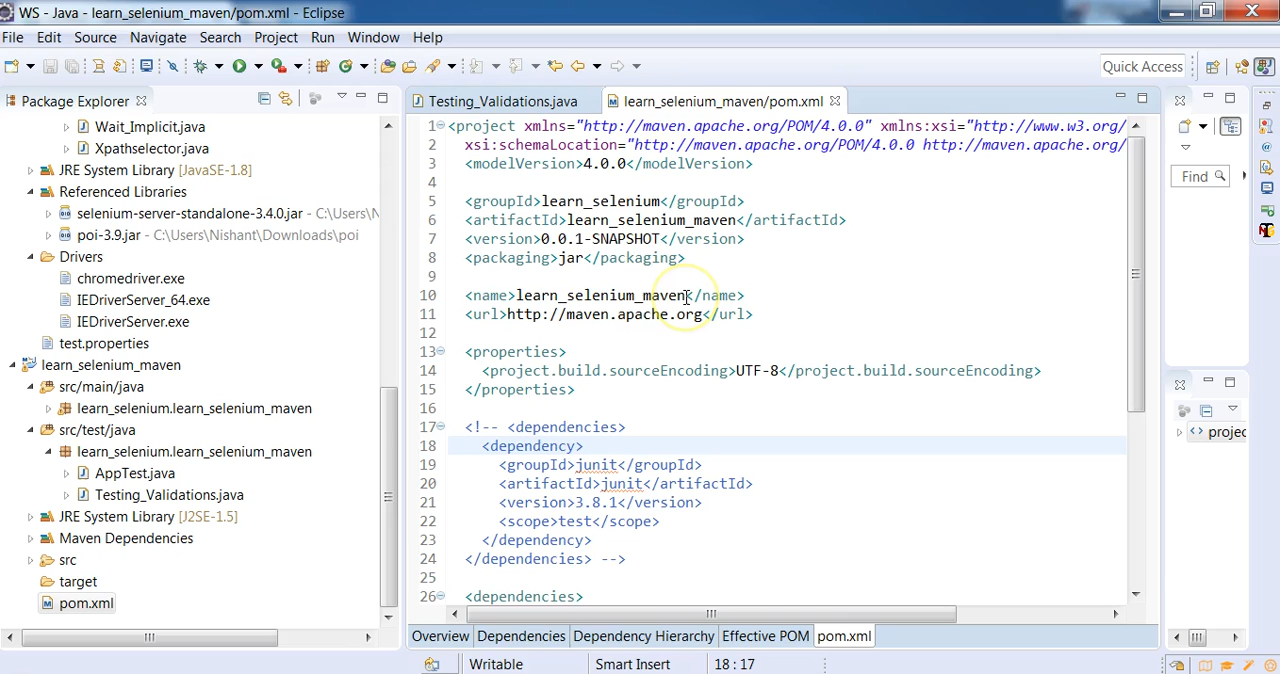 WS - Java - learn_selenium_maven/pom.xml - Eclipse
File Edit Source Navigate Search Project Run Window Help
Quick Access
Package Explorer
Wait_Implicit.java
Xpathselector.java
JRE System Library [JavaSE-1.8]
Referenced Libraries
selenium-server-standalone-3.4.0.jar - C:\Users\N
poi-3.9.jar - C:\Users\Nishant\Downloads\poi
Drivers
chromedriver.exe
IEDriverServer_64.exe
IEDriverServer.exe
test.properties
learn_selenium_maven
src/main/java
learn_selenium.learn_selenium_maven
src/test/java
learn_selenium.learn_selenium_maven
AppTest.java
Testing_Validations.java
JRE System Library [J2SE-1.5]
Maven Dependencies
src
target
pom.xml
Testing_Validations.java learn_selenium_maven/pom.xml
1 <project xmlns="http://maven.apache.org/POM/4.0.0" xmlns:xsi="http://www.w3.org/
2 xsi:schemaLocation="http://maven.apache.org/POM/4.0.0 http://maven.apache.org/
3 <modelVersion>4.0.0</modelVersion>
4
5 <groupId>learn_selenium</groupId>
6 <artifactId>learn_selenium_maven</artifactId>
7 <version>0.0.1-SNAPSHOT</version>
8 <packaging>jar</packaging>
9
10 <name>learn_selenium_maven</name>
11 <url>http://maven.apache.org</url>
12
13 <properties>
14 <project.build.sourceEncoding>UTF-8</project.build.sourceEncoding>
15 </properties>
16
17 <!-- <dependencies>
18 <dependency>
19 <groupId>junit</groupId>
20 <artifactId>junit</artifactId>
21 <version>3.8.1</version>
22 <scope>test</scope>
23 </dependency>
24 </dependencies> -->
25
26 <dependencies>
Overview Dependencies Dependency Hierarchy Effective POM pom.xml
Find
projec
Writable Smart Insert 18 : 17